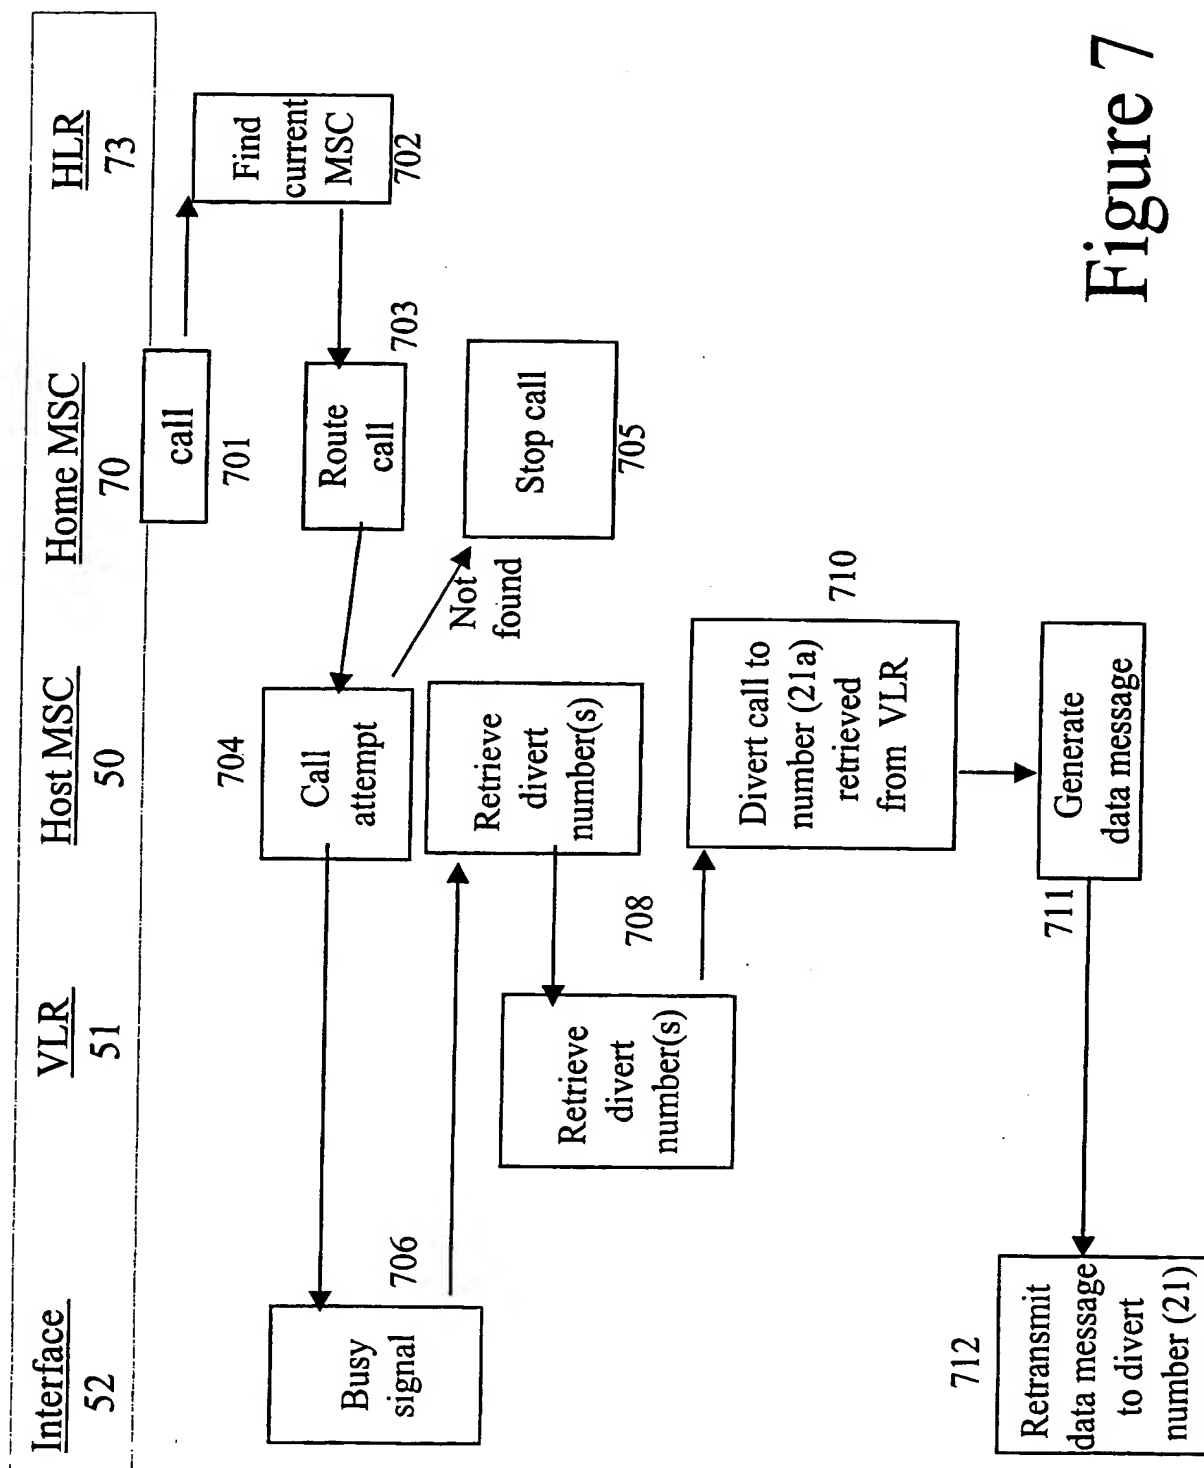 Interface
52
VLR
51
Host MSC
50
Home MSC
70
HLR
73
call
701
Find
current
MSC
702
Route
call
703
704
Call
attempt
Not
found
Stop call
705
Busy
signal
706
Retrieve
divert
number(s)
Retrieve
divert
number(s)
708
Divert call to
number (21a)
retrieved
from VLR
710
Generate
data message
711
712
Retransmit
data message
to divert
number (21)
Figure 7